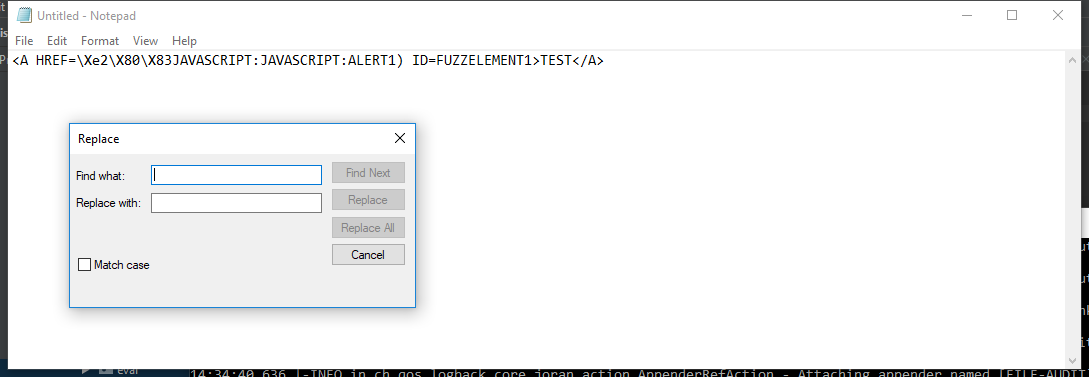 Untitled - Notepad
File Edit Format View Help
<A HREF=\Xe2\X80\X83JAVASCRIPT:JAVASCRIPT:ALERT1) ID=FUZZELEMENT1>TEST</A>
Replace
Find what:
Find Next
Replace with:
Replace
Replace All
Cancel
Match case
eval
14:34:40,636 |-INFO in ch.qos.logback.core.joran.action.AppenderRefAction - Attaching appender named [FILE-AUDIT